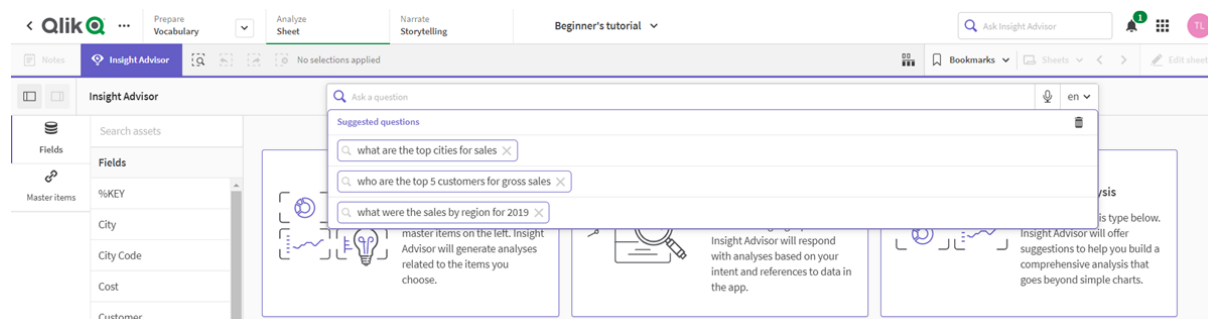 Qlik
Prepare
Vocabulary
Analyze
Sheet
Narrate
Storytelling
Beginner's tutorial
Ask Insight Advisor
1
TL
Notes
Insight Advisor
No selections applied
Bookmarks
Sheets
Edit sheet
Insight Advisor
Ask a question
en
Suggested questions
what are the top cities for sales
who are the top 5 customers for gross sales
what were the sales by region for 2019
Fields
Master items
Search assets
Fields
%KEY
City
City Code
Cost
Customer
master items on the left. Insight
Advisor will generate analyses
related to the items you
choose.
Insight Advisor will respond
with analyses based on your
intent and references to data in
the app.
is type below.
Insight Advisor will offer
suggestions to help you build a
comprehensive analysis that
goes beyond simple charts.